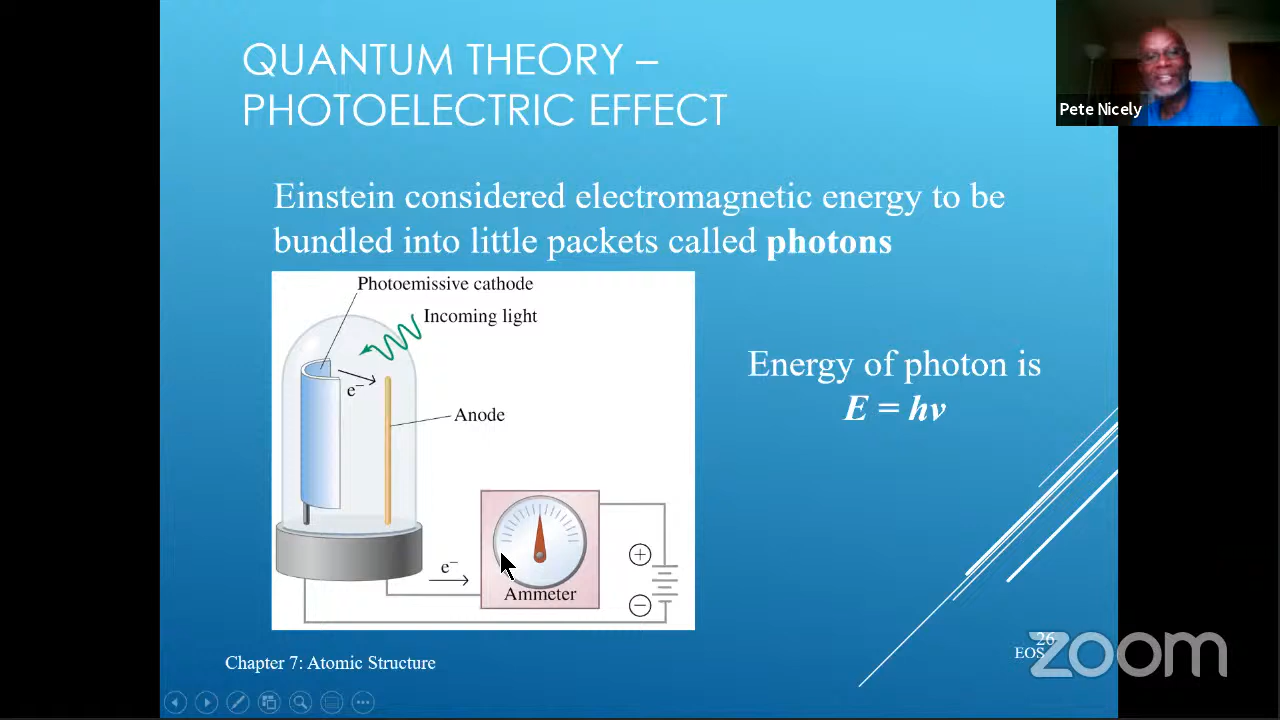 QUANTUM THEORY –
PHOTOELECTRIC EFFECT
Pete Nicely
Einstein considered electromagnetic energy to be
bundled into little packets called photons
Photoemissive cathode
Incoming light
e⁻
Anode
Energy of photon is
E = hν
e⁻
Ammeter
+
−
Chapter 7: Atomic Structure
26
EOS
zoom